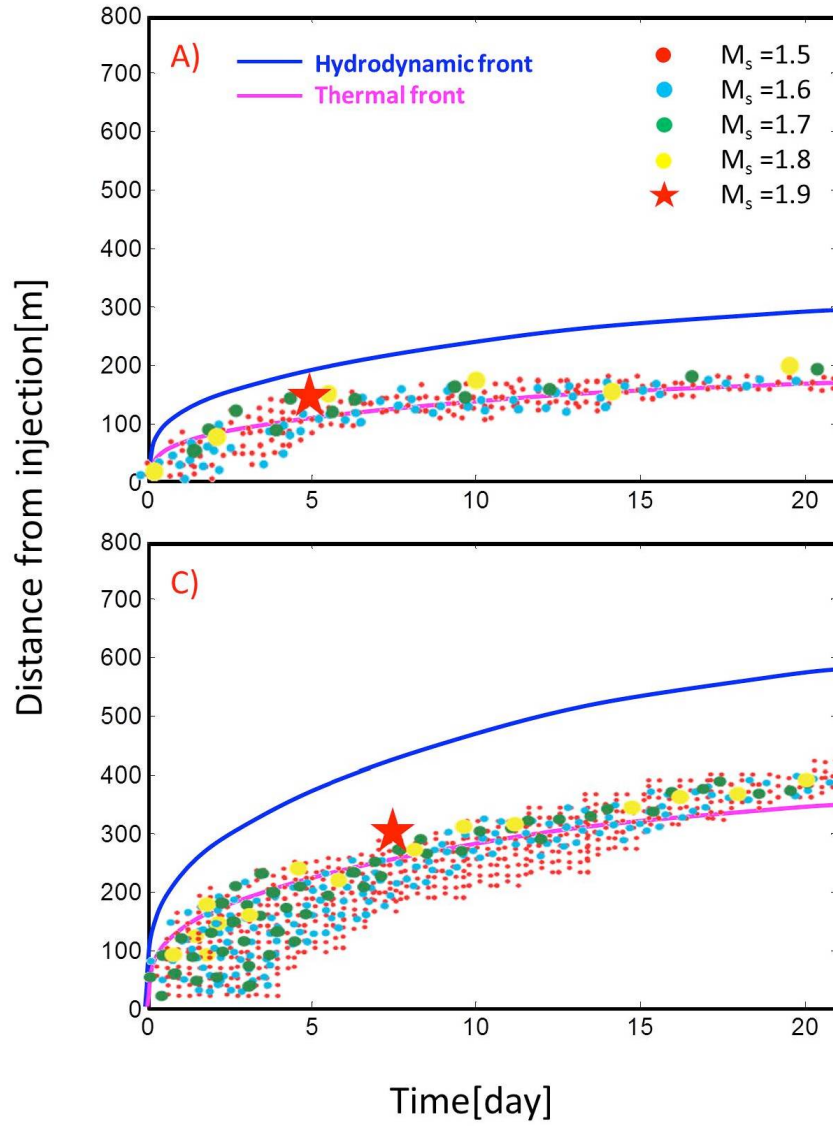 Distance from injection[m]
800
700
600
500
400
300
200
100
0
A)
Hydrodynamic front
Thermal front
Mₛ =1.5
Mₛ =1.6
Mₛ =1.7
Mₛ =1.8
Mₛ =1.9
0
5
10
15
20
800
700
600
500
400
300
200
100
0
C)
0
5
10
15
20
Time[day]